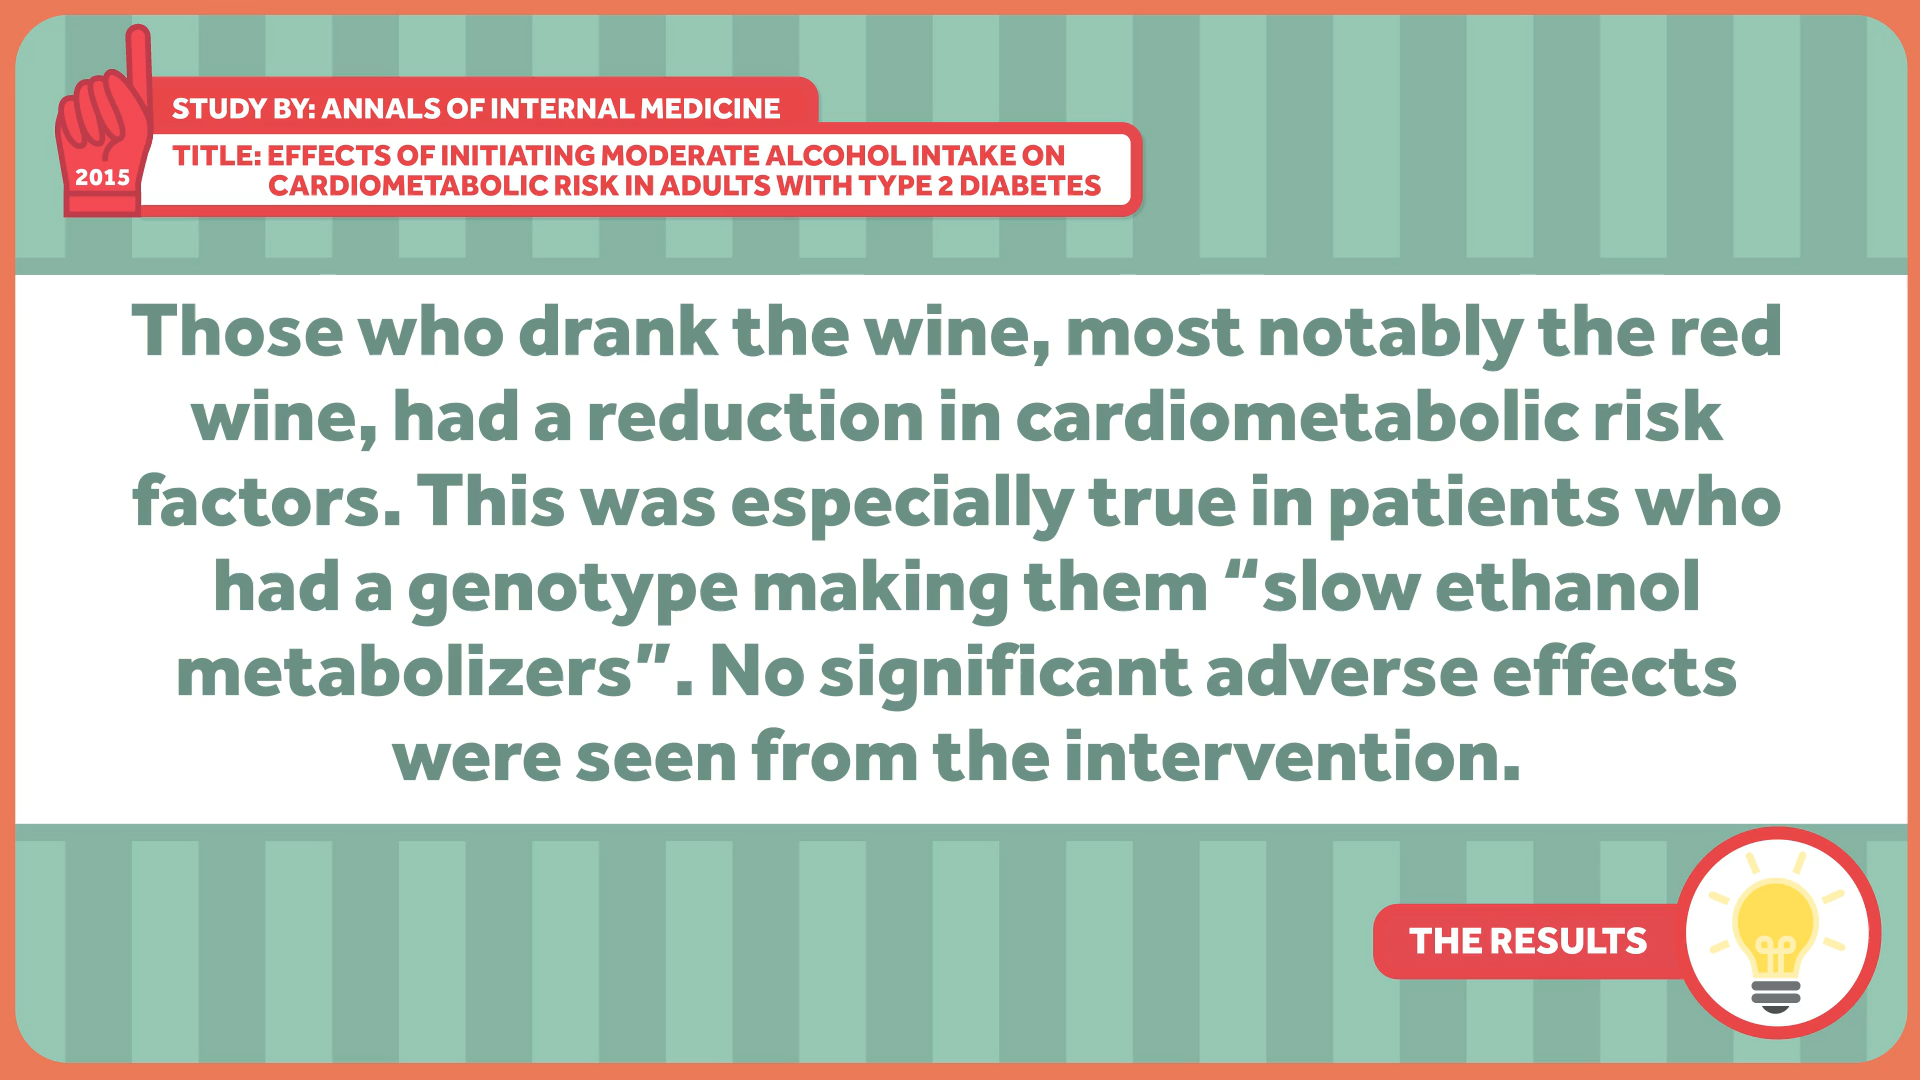 STUDY BY: ANNALS OF INTERNAL MEDICINE
TITLE: EFFECTS OF INITIATING MODERATE ALCOHOL INTAKE ON
CARDIOMETABOLIC RISK IN ADULTS WITH TYPE 2 DIABETES
2015
Those who drank the wine, most notably the red
wine, had a reduction in cardiometabolic risk
factors. This was especially true in patients who
had a genotype making them “slow ethanol
metabolizers”. No significant adverse effects
were seen from the intervention.
THE RESULTS